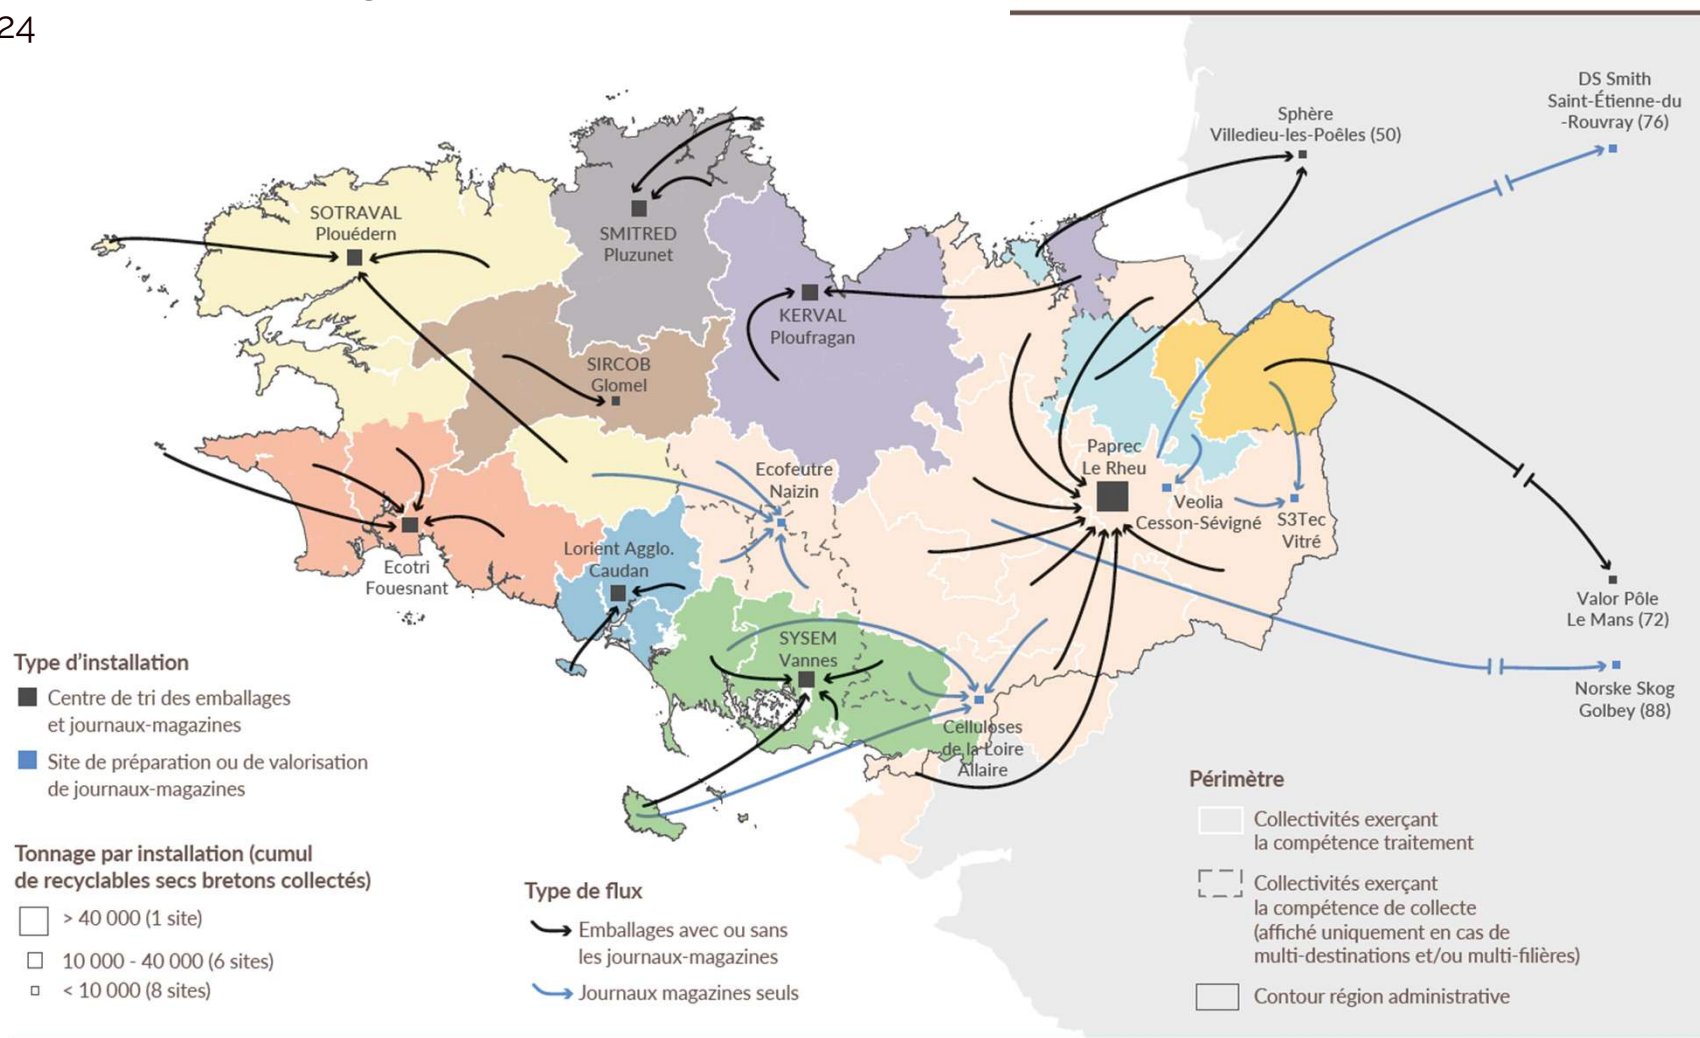 24
DS Smith
Saint-Étienne-du
-Rouvray (76)
Sphère
Villedieu-les-Poêles (50)
SOTRAVAL
Plouédern
SMITRED
Pluzunet
KERVAL
Ploufragan
SIRCOB
Glomel
Paprec
Le Rheu
Ecofeutre
Naizin
Veolia
Cesson-Sévigné
S3Tec
Vitré
Lorient Agglo.
Caudan
Ecotri
Fouesnant
Valor Pôle
Le Mans (72)
SYSEM
Vannes
Norske Skog
Golbey (88)
Celluloses
de la Loire
Allaire
Type d'installation
Centre de tri des emballages
et journaux-magazines
Site de préparation ou de valorisation
de journaux-magazines
Tonnage par installation (cumul
de recyclables secs bretons collectés)
> 40 000 (1 site)
10 000 - 40 000 (6 sites)
< 10 000 (8 sites)
Type de flux
Emballages avec ou sans
les journaux-magazines
Journaux magazines seuls
Périmètre
Collectivités exerçant
la compétence traitement
Collectivités exerçant
la compétence de collecte
(affiché uniquement en cas de
multi-destinations et/ou multi-filières)
Contour région administrative